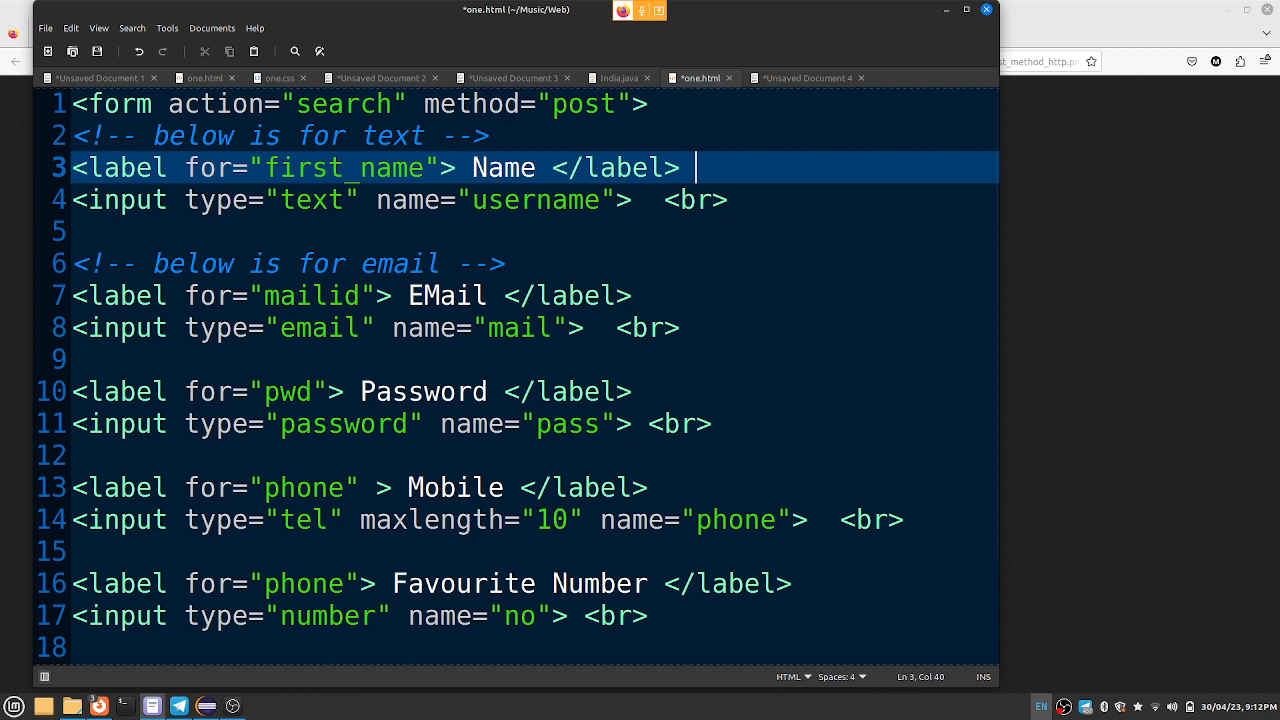 *one.html (~/Music/Web)
File Edit View Search Tools Documents Help
*Unsaved Document 1 one.html one.css *Unsaved Document 2 *Unsaved Document 3 India.java *one.html *Unsaved Document 4
st_method_http.po
1 <form action="search" method="post">
2 <!-- below is for text -->
3 <label for="first_name"> Name </label>
4 <input type="text" name="username">  <br>
5
6 <!-- below is for email -->
7 <label for="mailid"> EMail </label>
8 <input type="email" name="mail">  <br>
9
10 <label for="pwd"> Password </label>
11 <input type="password" name="pass"> <br>
12
13 <label for="phone" > Mobile </label>
14 <input type="tel" maxlength="10" name="phone">  <br>
15
16 <label for="phone"> Favourite Number </label>
17 <input type="number" name="no"> <br>
18
HTML Spaces: 4 Ln 3, Col 40 INS
3 EN 30/04/23, 9:12PM